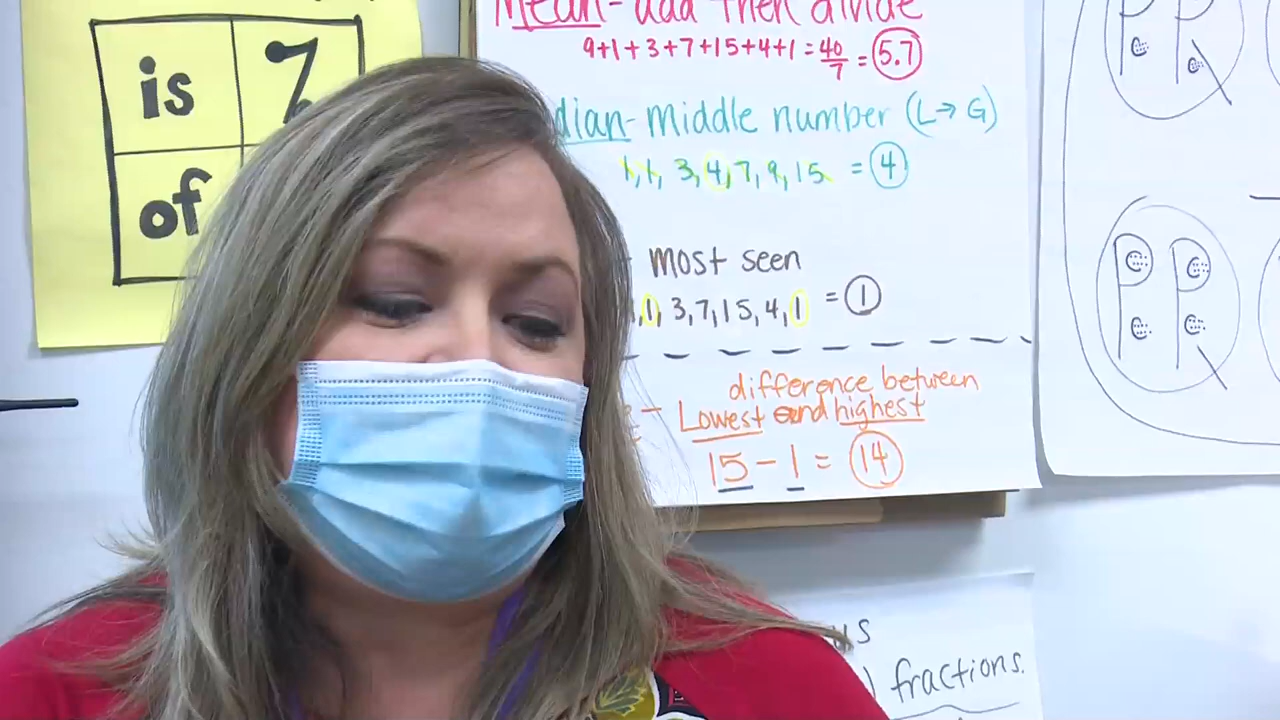 is %
of
Mean- add then divide
9+1+3+7+15+4+1=40/7=5.7
dian- middle number (L→G)
1,1, 3,4,7,9,15 = 4
most seen
1, 3,7,15,4,1 = 1
difference between
- Lowest and highest
15-1= 14
P Q
P Q
us
) fractions.